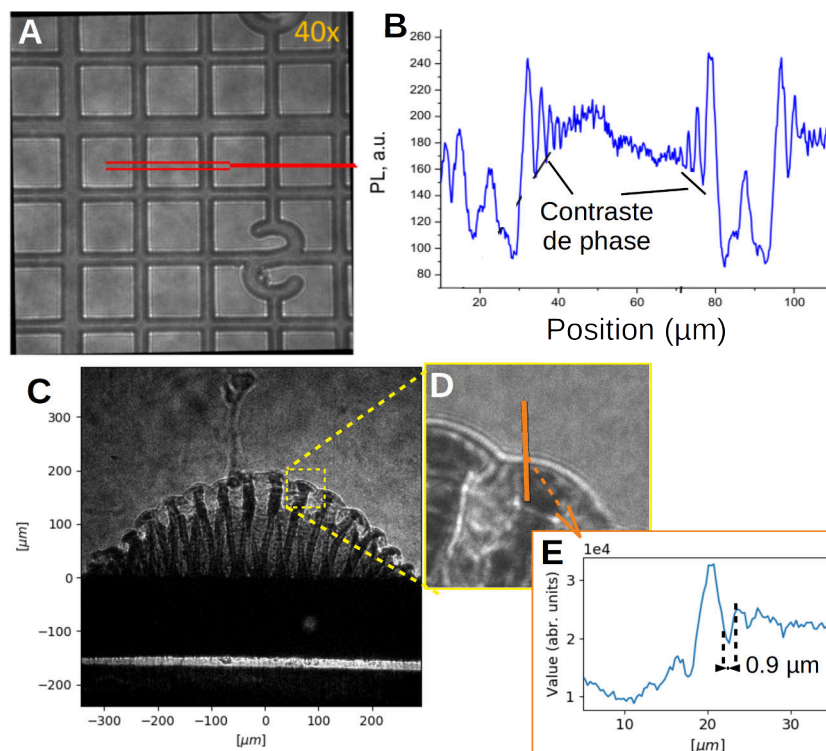 A
40x
B
260
240
220
200
180
160
140
120
100
80
PL, a.u.
Contraste
de phase
20
40
60
80
100
Position (µm)
C
300
200
100
0
−100
−200
[µm]
−300
−200
−100
0
100
200
[µm]
D
E
1e4
3
2
1
Value (abr. units)
0.9 µm
10
20
30
[µm]